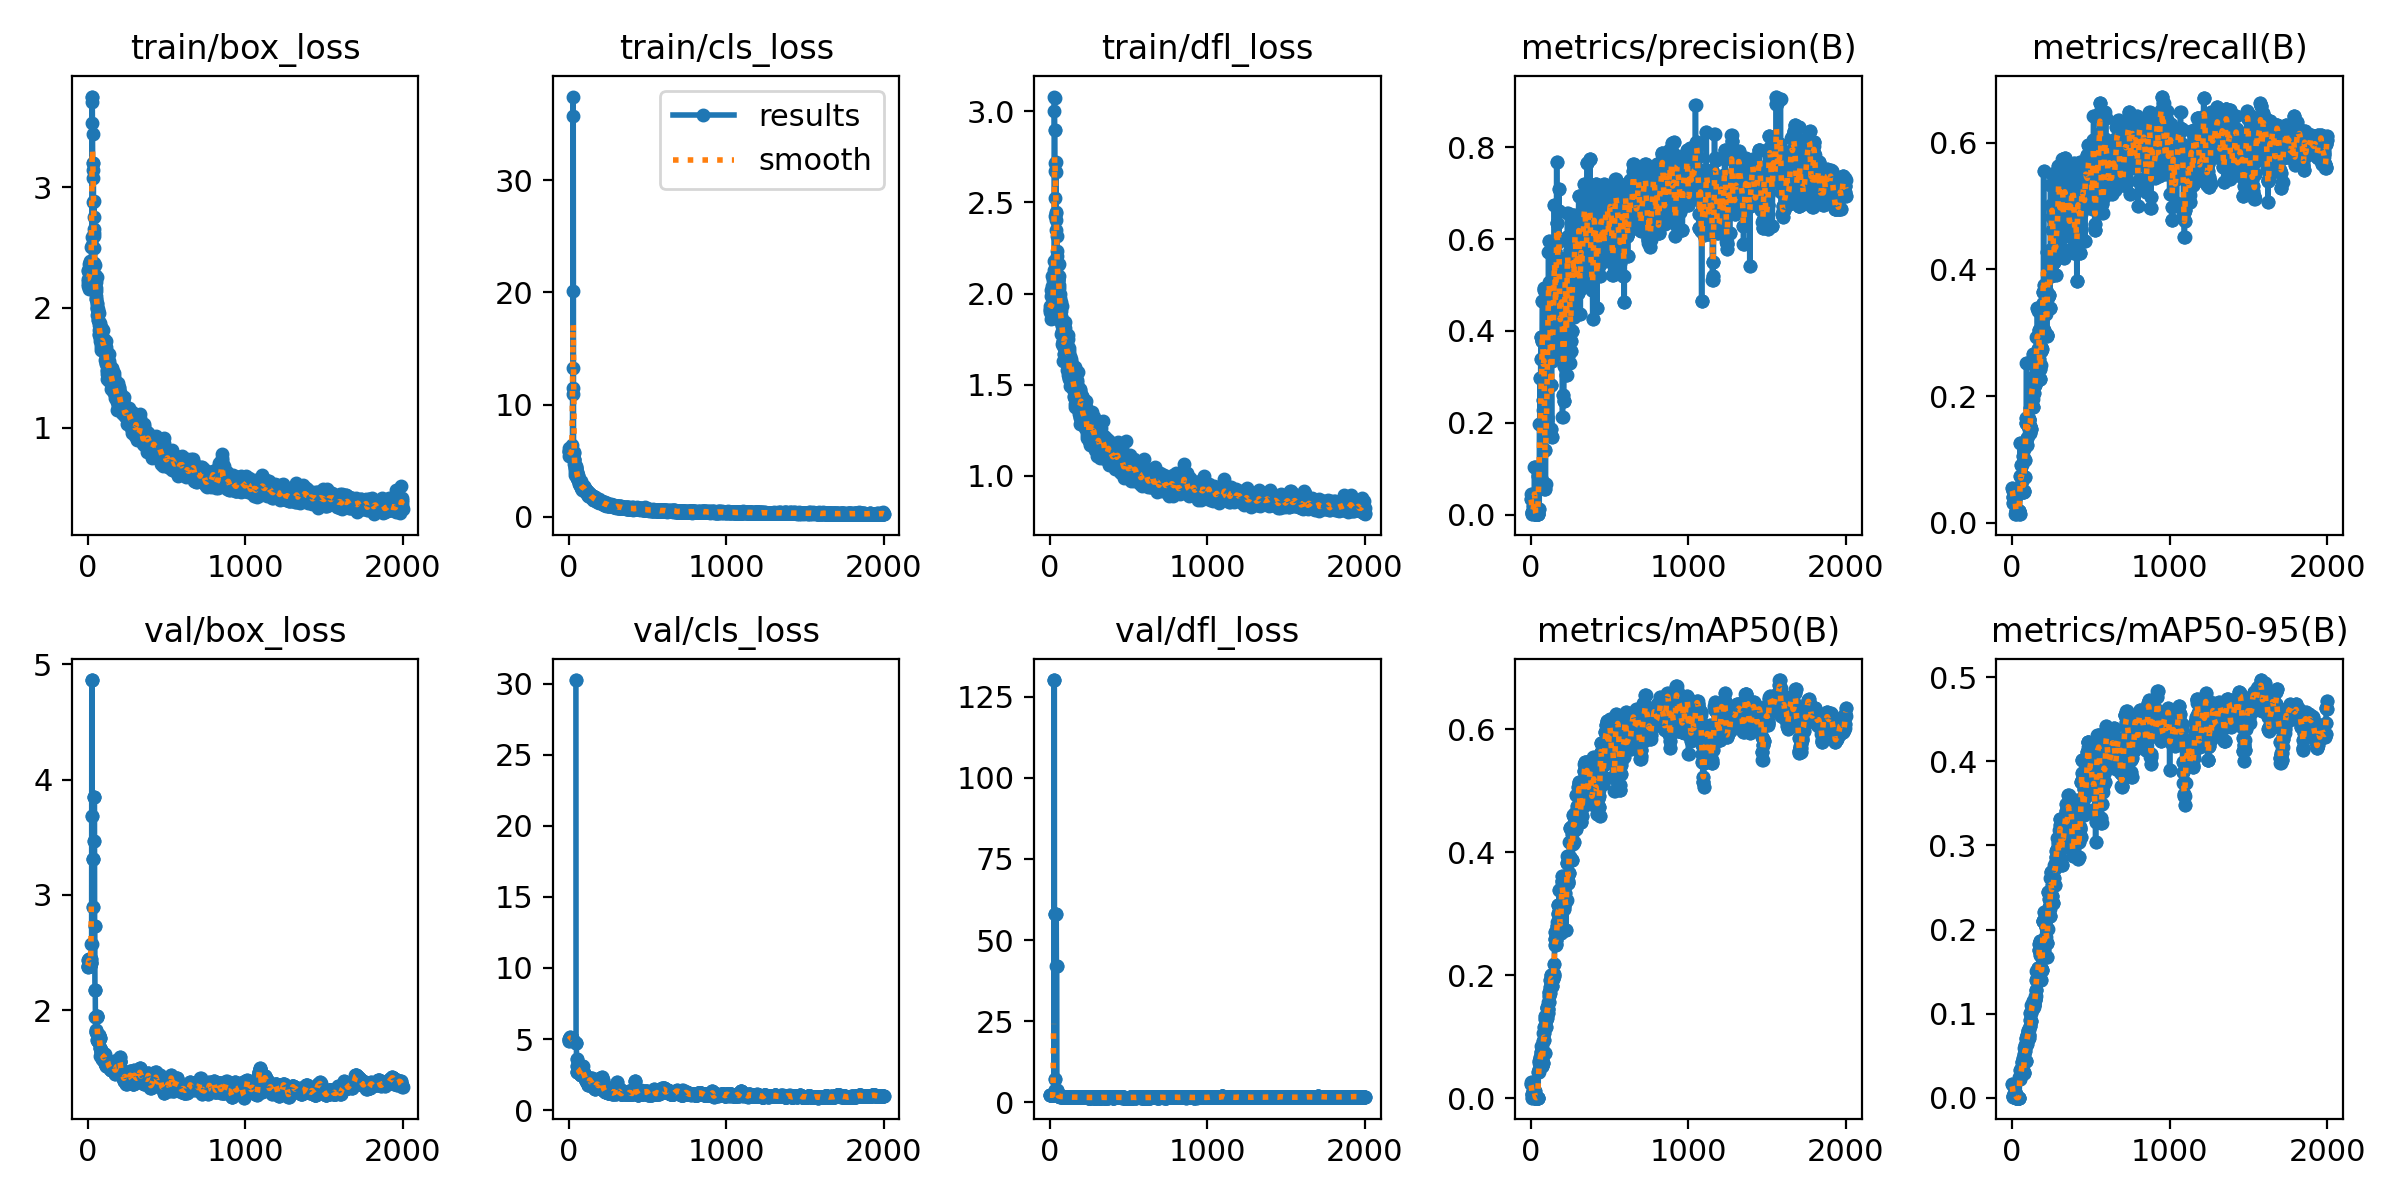 train/box_loss
3
2
1
0 1000 2000
train/cls_loss
results
smooth
30
20
10
0
0 1000 2000
train/dfl_loss
3.0
2.5
2.0
1.5
1.0
0 1000 2000
metrics/precision(B)
0.8
0.6
0.4
0.2
0.0
0 1000 2000
metrics/recall(B)
0.6
0.4
0.2
0.0
0 1000 2000
val/box_loss
5
4
3
2
0 1000 2000
val/cls_loss
30
25
20
15
10
5
0
0 1000 2000
val/dfl_loss
125
100
75
50
25
0
0 1000 2000
metrics/mAP50(B)
0.6
0.4
0.2
0.0
0 1000 2000
metrics/mAP50-95(B)
0.5
0.4
0.3
0.2
0.1
0.0
0 1000 2000